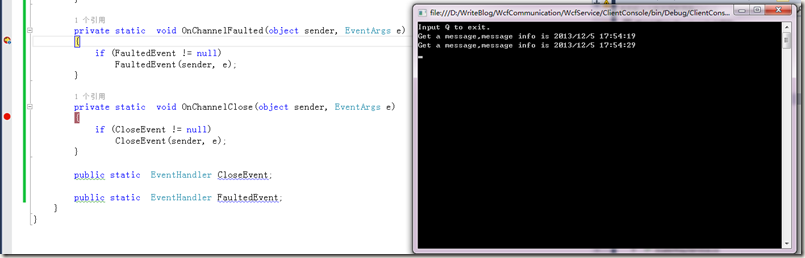 1 个引用
private static  void OnChannelFaulted(object sender, EventArgs e)
{
if (FaultedEvent != null)
FaultedEvent(sender, e);
}
1 个引用
private static  void OnChannelClose(object sender, EventArgs e)
{
if (CloseEvent != null)
CloseEvent(sender, e);
}
public static  EventHandler CloseEvent;
public static  EventHandler FaultedEvent;
}
}
file:///D:/WriteBlog/WcfCommunication/WcfService/ClientConsole/bin/Debug/ClientCons...
Input Q to exit.
Get a message,message info is 2013/12/5 17:54:19
Get a message,message info is 2013/12/5 17:54:29